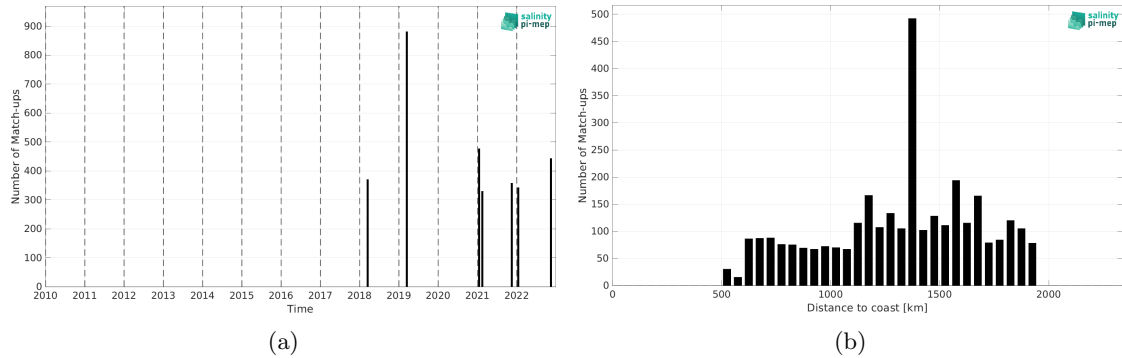 salinity
pi-mep
Number of Match-ups
900
800
700
600
500
400
300
200
100
0
2010 2011 2012 2013 2014 2015 2016 2017 2018 2019 2020 2021 2022
Time
(a)
salinity
pi-mep
Number of Match-ups
500
450
400
350
300
250
200
150
100
50
0
0 500 1000 1500 2000
Distance to coast [km]
(b)